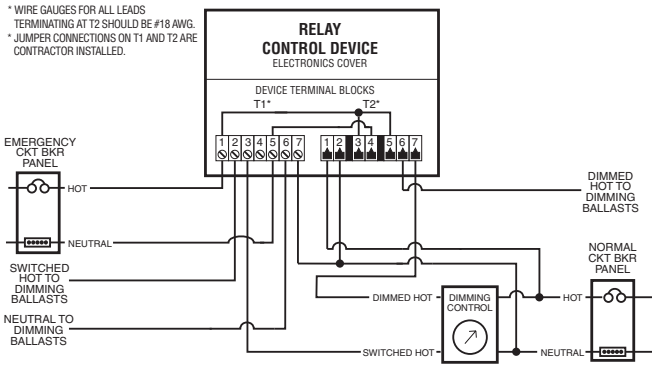 * WIRE GAUGES FOR ALL LEADS
TERMINATING AT T2 SHOULD BE #18 AWG.
* JUMPER CONNECTIONS ON T1 AND T2 ARE
CONTRACTOR INSTALLED.
RELAY
CONTROL DEVICE
ELECTRONICS COVER
DEVICE TERMINAL BLOCKS
T1* T2*
1 2 3 4 5 6 7 1 2 3 4 5 6 7
EMERGENCY
CKT BKR
PANEL
HOT
NEUTRAL
SWITCHED
HOT TO
DIMMING
BALLASTS
NEUTRAL TO
DIMMING
BALLASTS
DIMMED
HOT TO
DIMMING
BALLASTS
NORMAL
CKT BKR
PANEL
DIMMED HOT
DIMMING
CONTROL
HOT
SWITCHED HOT
NEUTRAL